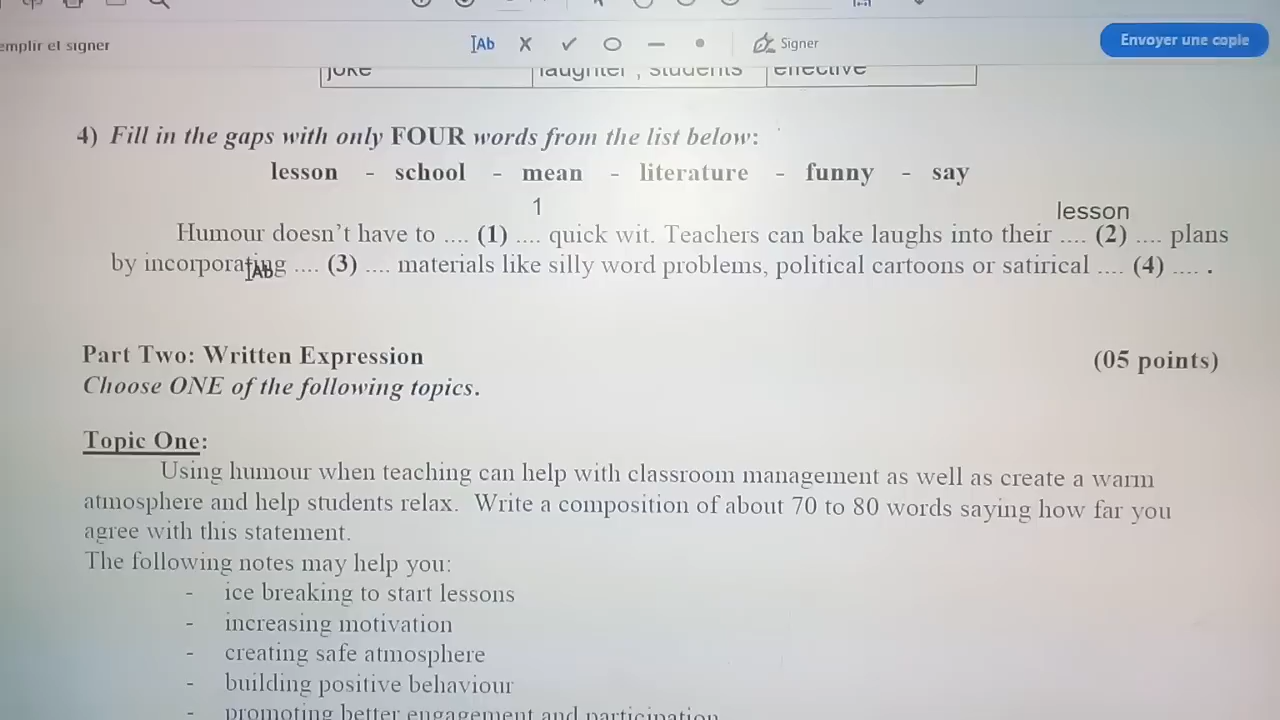 emplir et signer
Ab
Signer
Envoyer une copie
joke laughter , students effective
4) Fill in the gaps with only FOUR words from the list below:
lesson - school - mean - literature - funny - say
1
lesson
Humour doesn't have to .... (1) .... quick wit. Teachers can bake laughs into their .... (2) .... plans
by incorporating .... (3) .... materials like silly word problems, political cartoons or satirical .... (4) .... .
Ab
Part Two: Written Expression (05 points)
Choose ONE of the following topics.
Topic One:
Using humour when teaching can help with classroom management as well as create a warm
atmosphere and help students relax. Write a composition of about 70 to 80 words saying how far you
agree with this statement.
The following notes may help you:
- ice breaking to start lessons
- increasing motivation
- creating safe atmosphere
- building positive behaviour
- promoting better engagement and participation